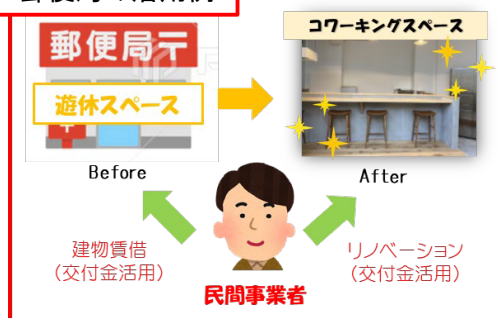 郵便局〒
遊休スペース
Before
コワーキングスペース
After
建物賃借
(交付金活用)
リノベーション
(交付金活用)
民間事業者